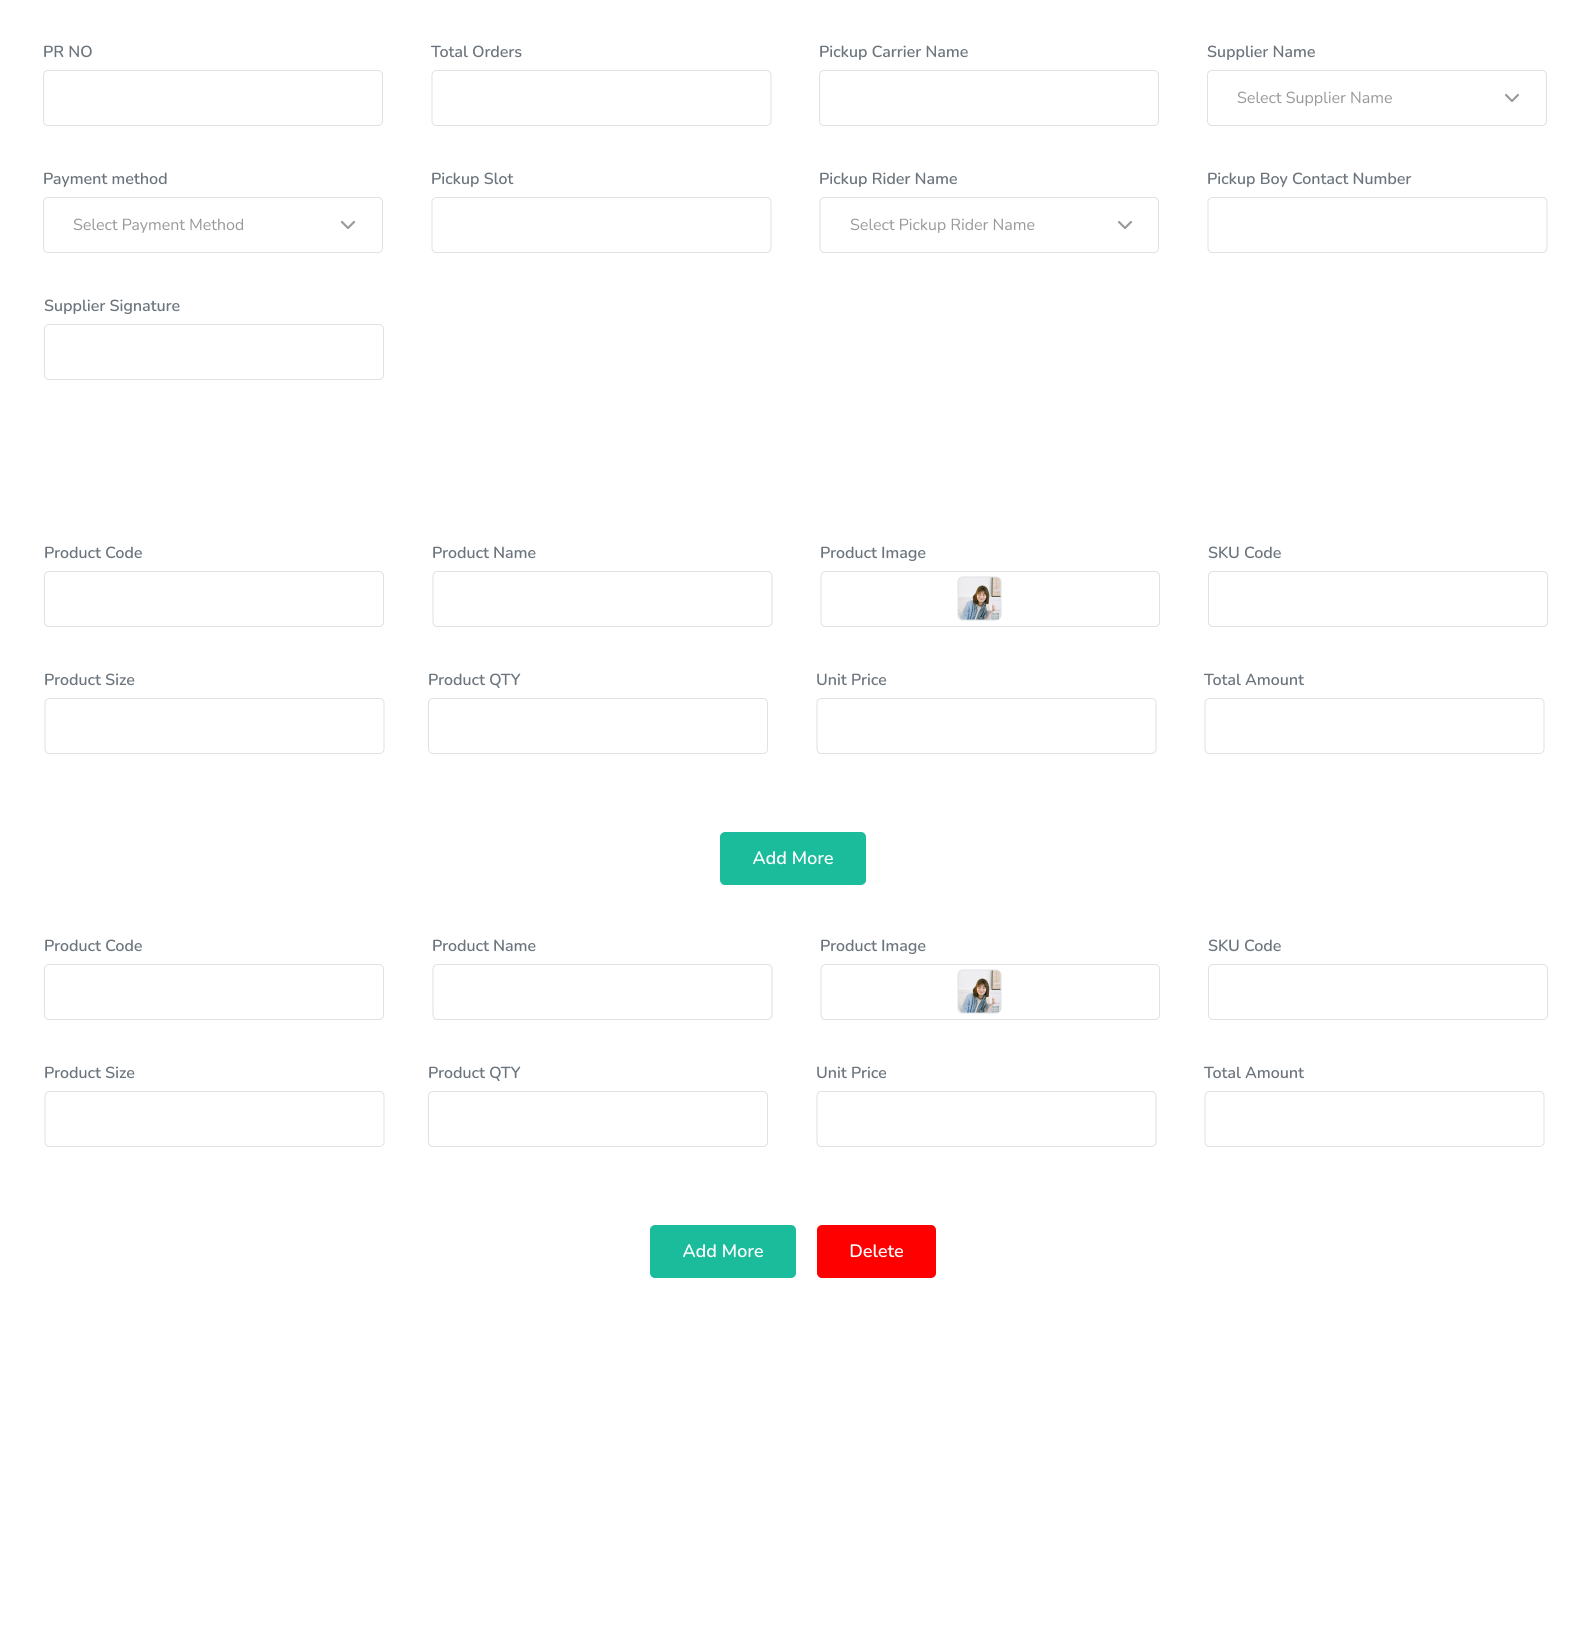 PR NO
Total Orders
Pickup Carrier Name
Supplier Name
Select Supplier Name
Payment method
Pickup Slot
Pickup Rider Name
Pickup Boy Contact Number
Select Payment Method
Select Pickup Rider Name
Supplier Signature
Product Code
Product Name
Product Image
SKU Code
Product Size
Product QTY
Unit Price
Total Amount
Add More
Product Code
Product Name
Product Image
SKU Code
Product Size
Product QTY
Unit Price
Total Amount
Add More
Delete